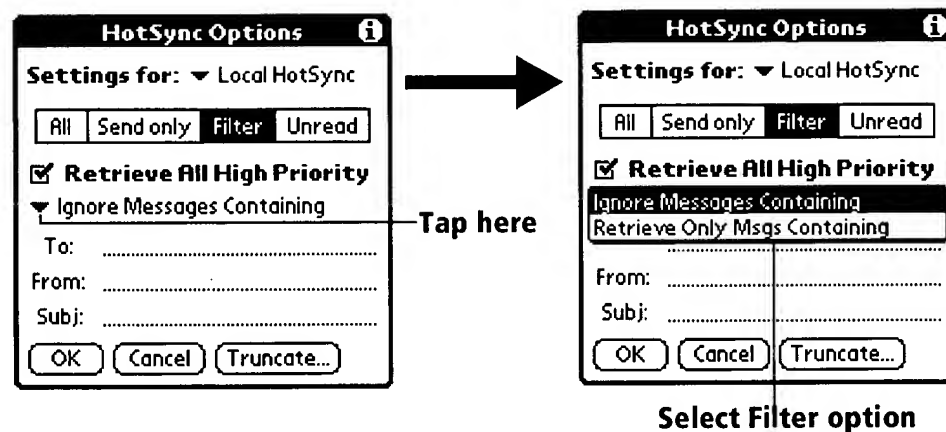 HotSync Options
Settings for: Local HotSync
All Send only Filter Unread
Retrieve All High Priority
Ignore Messages Containing
To:
From:
Subj:
OK Cancel Truncate...
Tap here
HotSync Options
Settings for: Local HotSync
All Send only Filter Unread
Retrieve All High Priority
Ignore Messages Containing
Retrieve Only Msgs Containing
From:
Subj:
OK Cancel Truncate...
Select Filter option